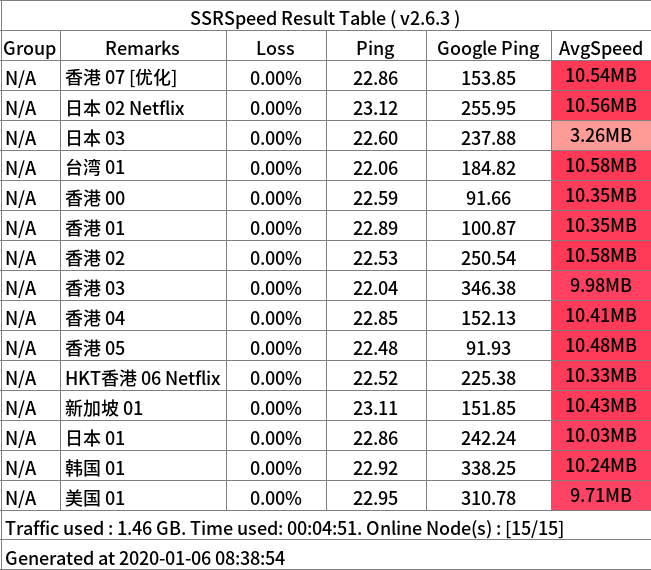 SSRSpeed Result Table ( v2.6.3 )
Group Remarks Loss Ping Google Ping AvgSpeed
N/A 香港 07 [优化] 0.00% 22.86 153.85 10.54MB
N/A 日本 02 Netflix 0.00% 23.12 255.95 10.56MB
N/A 日本 03 0.00% 22.60 237.88 3.26MB
N/A 台湾 01 0.00% 22.06 184.82 10.58MB
N/A 香港 00 0.00% 22.59 91.66 10.35MB
N/A 香港 01 0.00% 22.89 100.87 10.35MB
N/A 香港 02 0.00% 22.53 250.54 10.58MB
N/A 香港 03 0.00% 22.04 346.38 9.98MB
N/A 香港 04 0.00% 22.85 152.13 10.41MB
N/A 香港 05 0.00% 22.48 91.93 10.48MB
N/A HKT香港 06 Netflix 0.00% 22.52 225.38 10.33MB
N/A 新加坡 01 0.00% 23.11 151.85 10.43MB
N/A 日本 01 0.00% 22.86 242.24 10.03MB
N/A 韩国 01 0.00% 22.92 338.25 10.24MB
N/A 美国 01 0.00% 22.95 310.78 9.71MB
Traffic used : 1.46 GB. Time used: 00:04:51. Online Node(s) : [15/15]
Generated at 2020-01-06 08:38:54